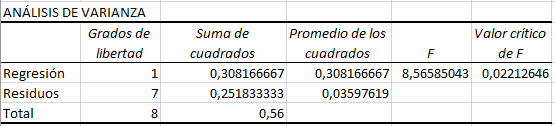 ANÁLISIS DE VARIANZA
Grados de libertad Suma de cuadrados Promedio de los cuadrados F Valor crítico de F
Regresión 1 0,308166667 0,308166667 8,56585043 0,02212646
Residuos 7 0,251833333 0,03597619
Total 8 0,56